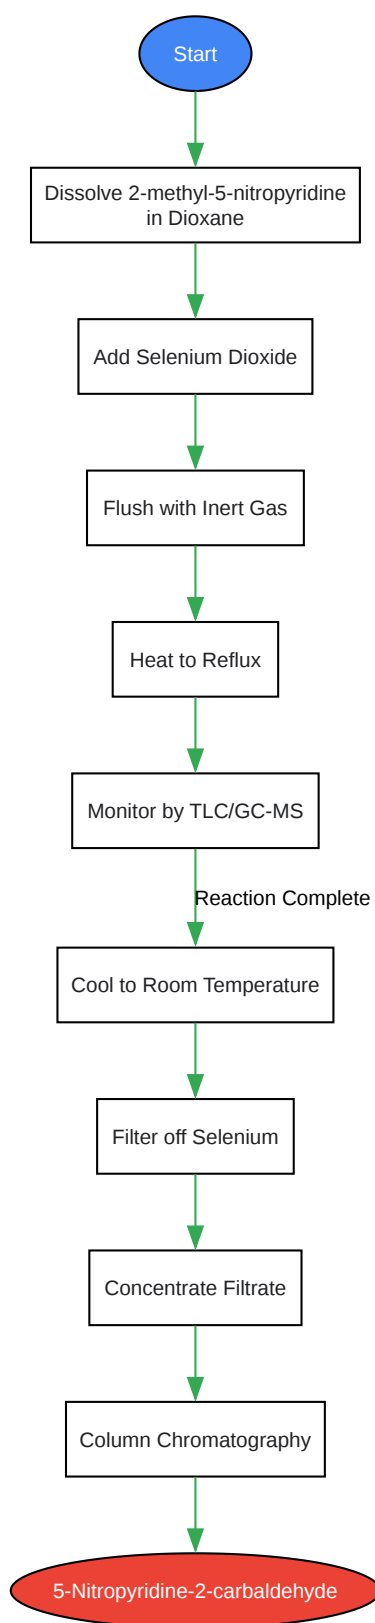 Start
Dissolve 2-methyl-5-nitropyridine
in Dioxane
Add Selenium Dioxide
Flush with Inert Gas
Heat to Reflux
Monitor by TLC/GC-MS
Reaction Complete
Cool to Room Temperature
Filter off Selenium
Concentrate Filtrate
Column Chromatography
5-Nitropyridine-2-carbaldehyde